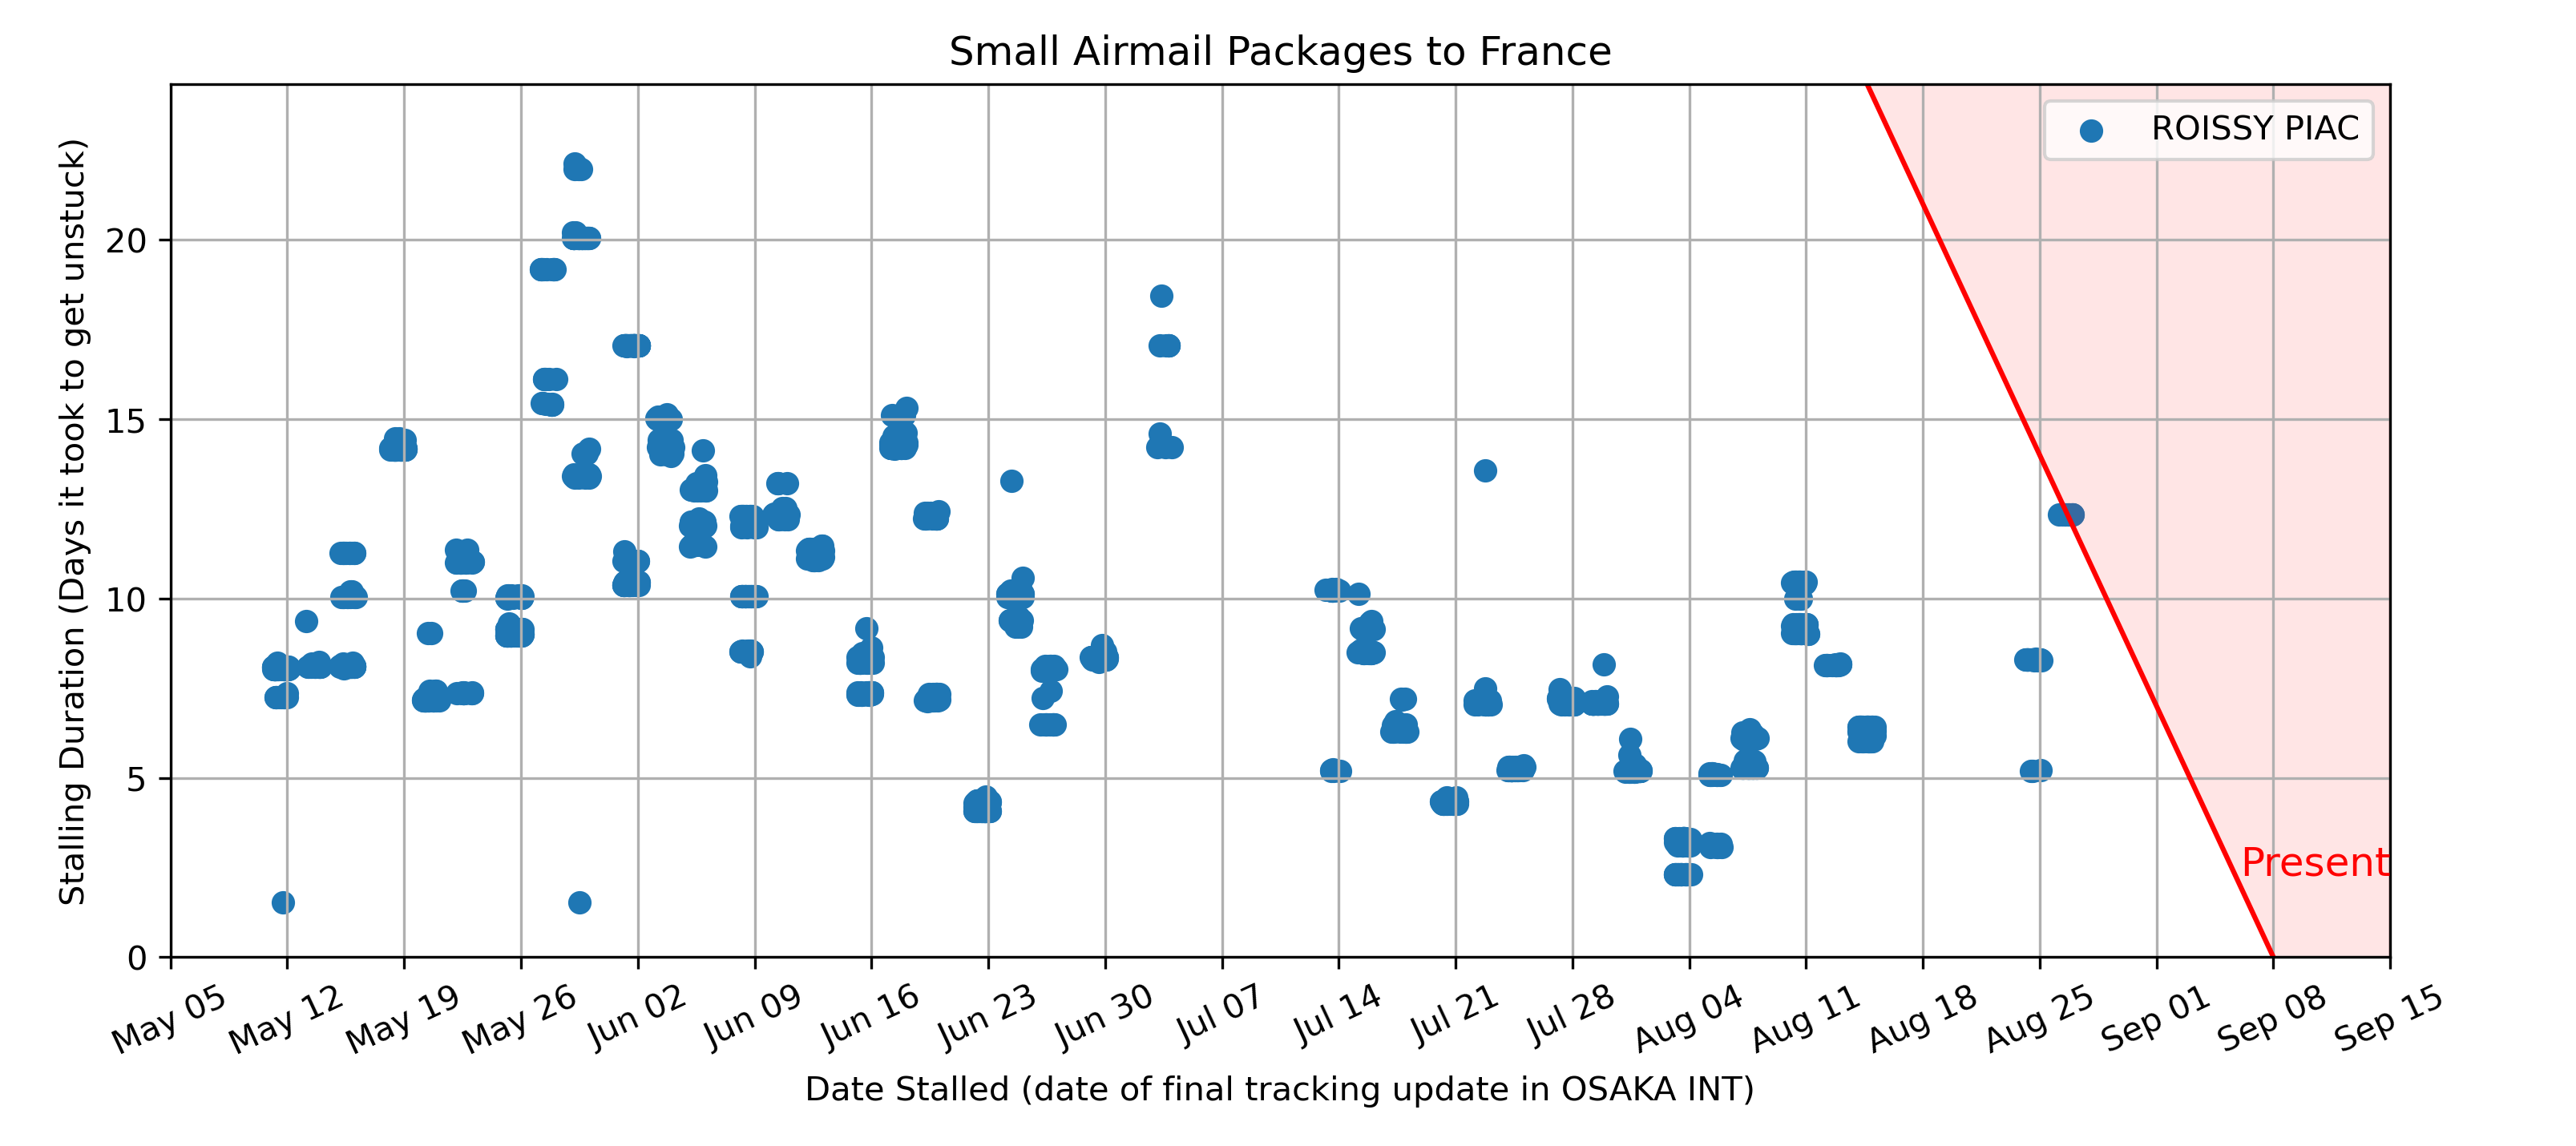 Small Airmail Packages to France
ROISSY PIAC
Stalling Duration (Days it took to get unstuck)
20
15
10
5
0
Present
May 05
May 12
May 19
May 26
Jun 02
Jun 09
Jun 16
Jun 23
Jun 30
Jul 07
Jul 14
Jul 21
Jul 28
Aug 04
Aug 11
Aug 18
Aug 25
Sep 01
Sep 08
Sep 15
Date Stalled (date of final tracking update in OSAKA INT)